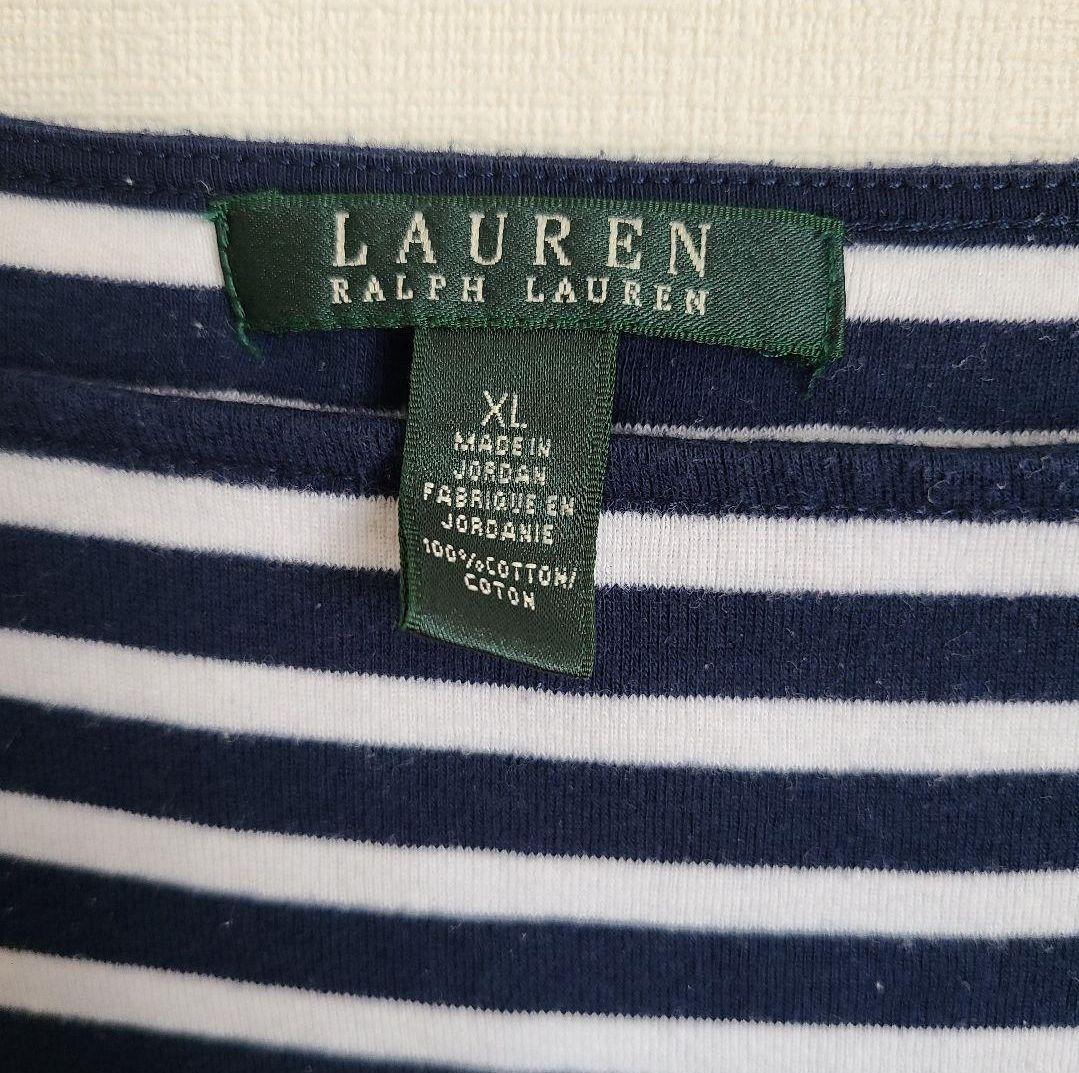 LAUREN
RALPH LAUREN
XL
MADE IN
JORDAN
FABRIQUE EN
JORDANIE
100%COTTON/
COTON